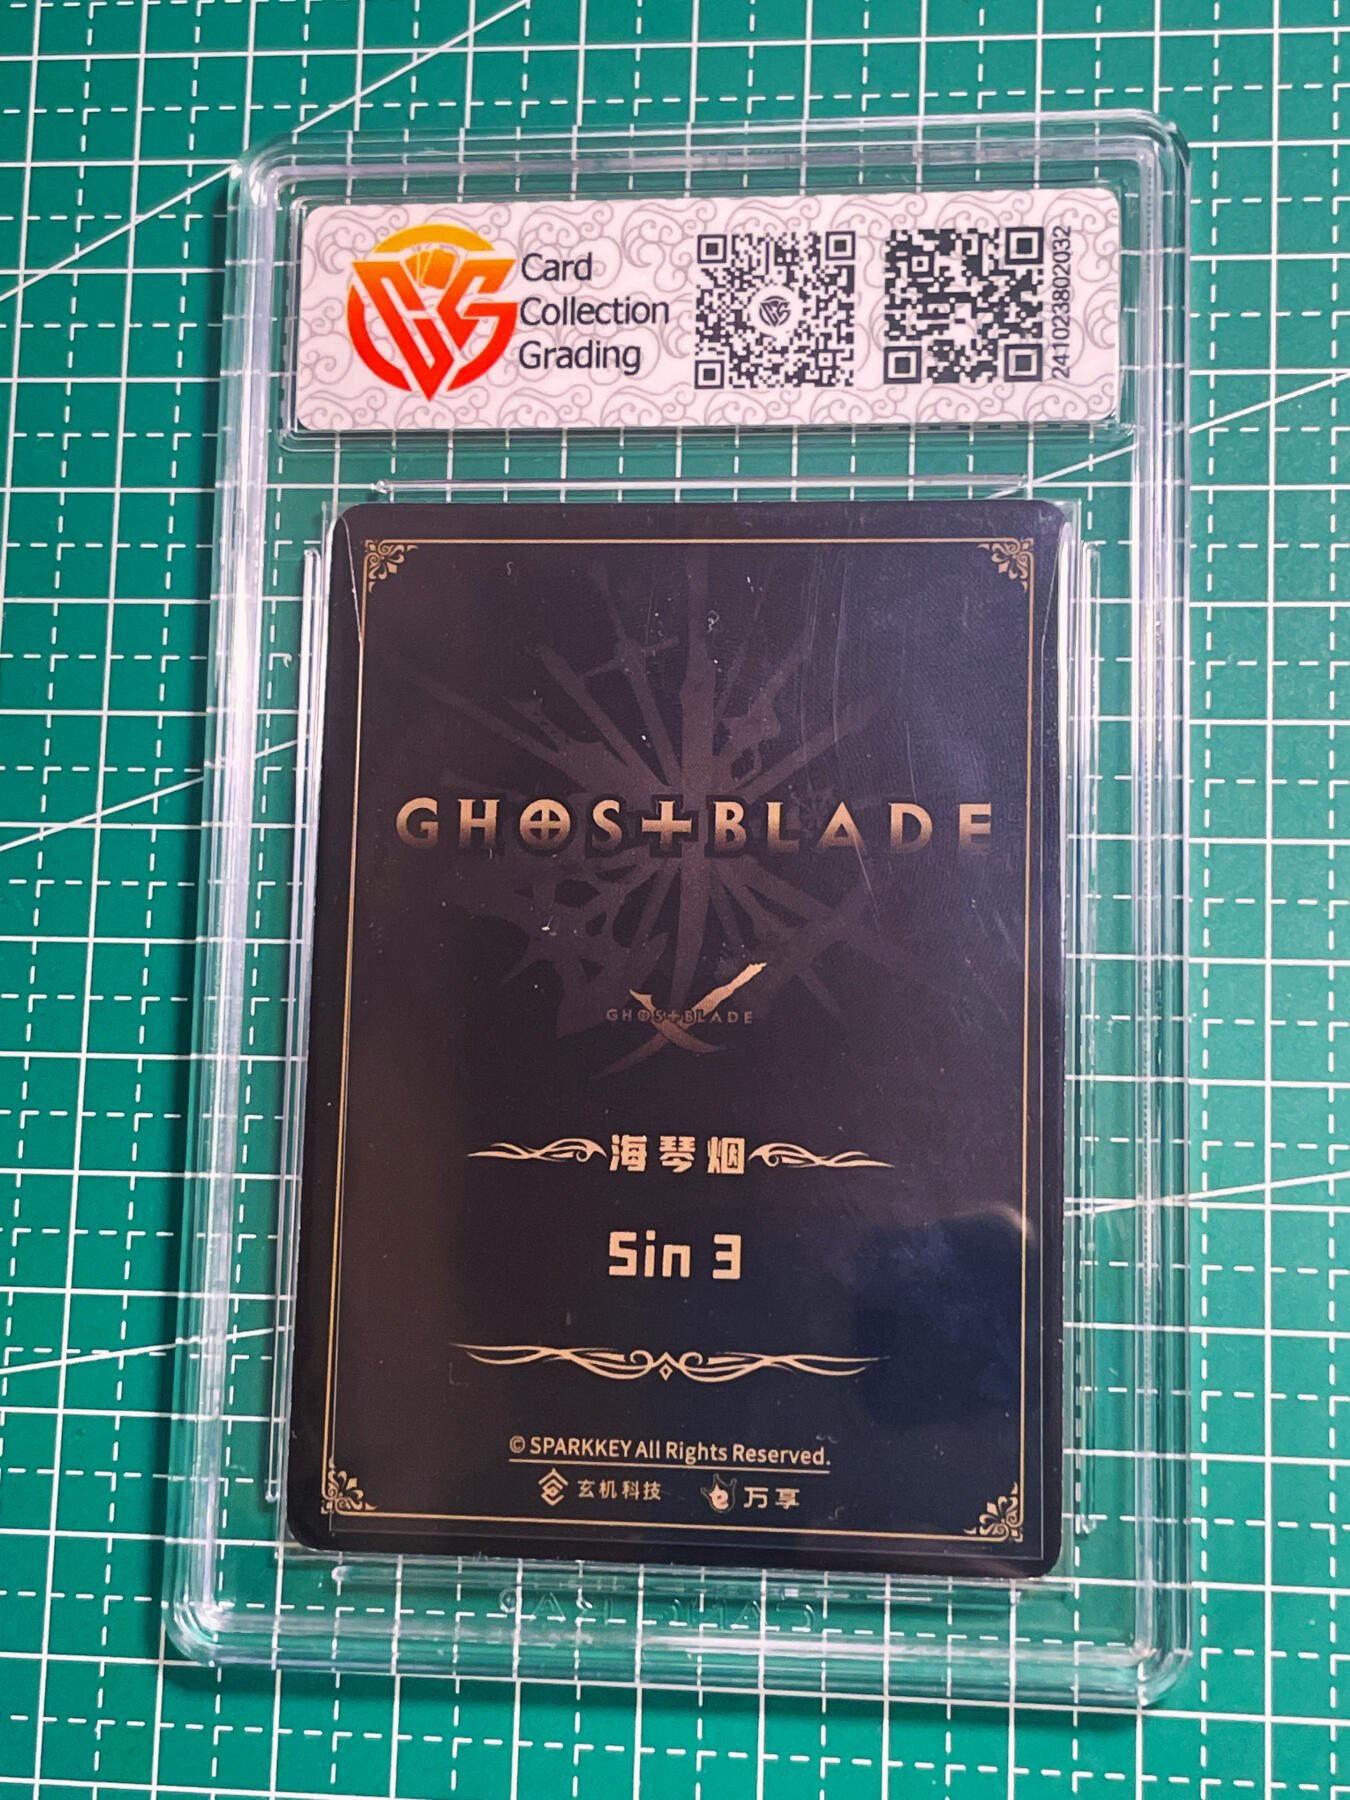 Card
Collection
Grading
241023802032
GHOSTBLADE
GHOSTBLADE
海琴烟
Sin 3
© SPARKKEY All Rights Reserved.
玄机科技 万享